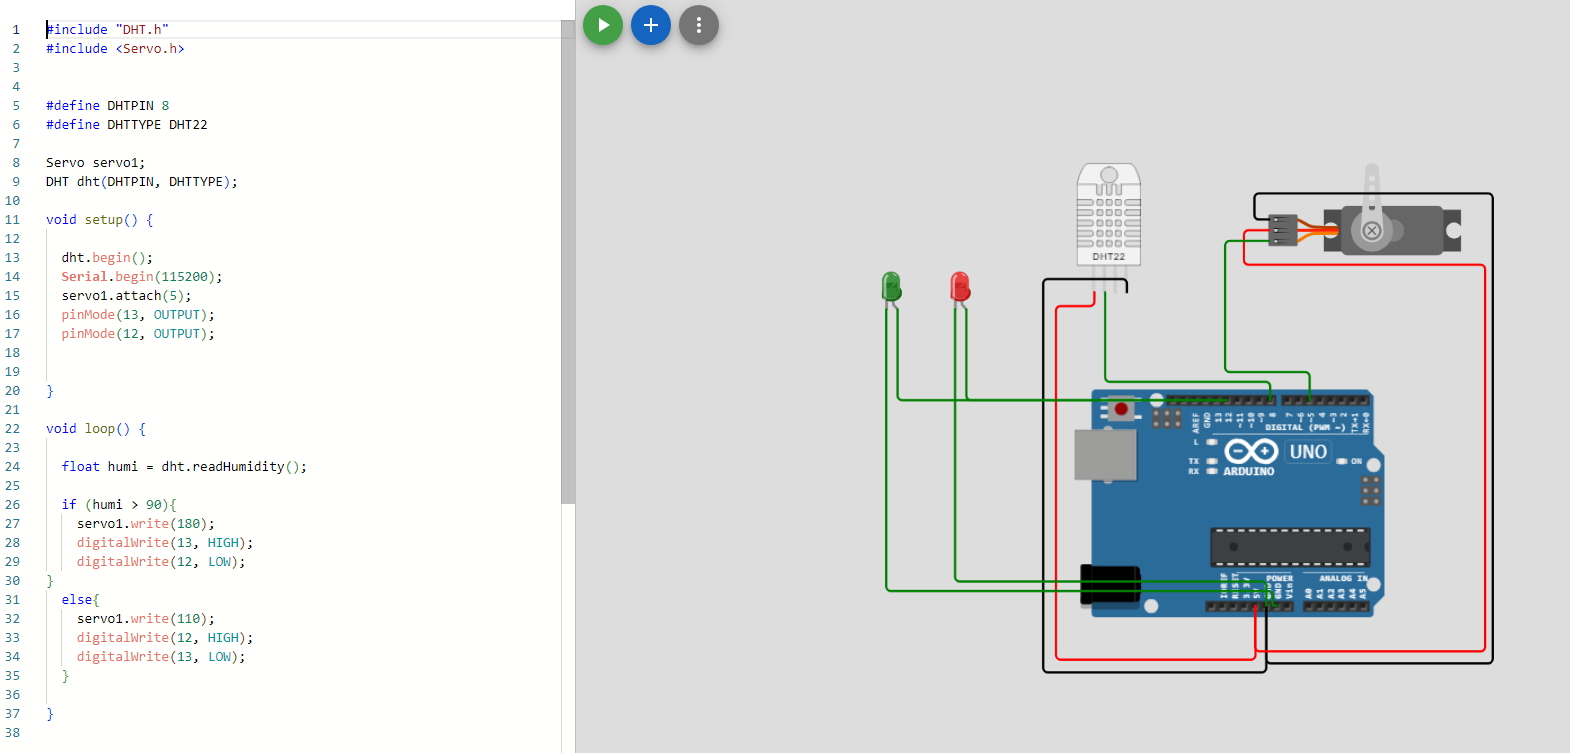 1 #include "DHT.h"
2 #include <Servo.h>
3
4
5 #define DHTPIN 8
6 #define DHTTYPE DHT22
7
8 Servo servo1;
9 DHT dht(DHTPIN, DHTTYPE);
10
11 void setup() {
12
13 dht.begin();
14 Serial.begin(115200);
15 servo1.attach(5);
16 pinMode(13, OUTPUT);
17 pinMode(12, OUTPUT);
18
19
20 }
21
22 void loop() {
23
24 float humi = dht.readHumidity();
25
26 if (humi > 90){
27 servo1.write(180);
28 digitalWrite(13, HIGH);
29 digitalWrite(12, LOW);
30 }
31 else{
32 servo1.write(110);
33 digitalWrite(12, HIGH);
34 digitalWrite(13, LOW);
35 }
36
37 }
38
DHT22
AREF GND 13 12 ~11 ~10 ~9 8 7 ~6 ~5 4 ~3 2 TX→1 RX←0
DIGITAL (PWM ~)
L
TX
RX
ARDUINO
UNO
ON
POWER
ANALOG IN
IOREF RESET 5V GND Vin A0 A1 A2 A3 A4 A5